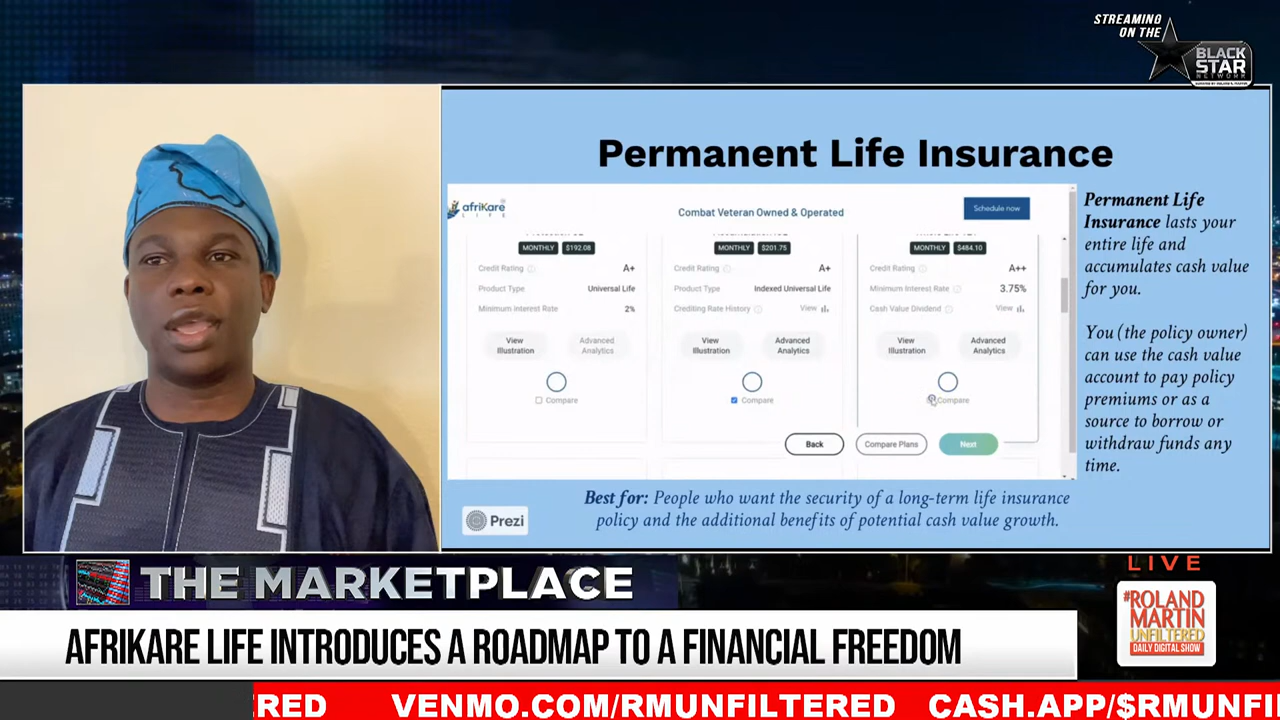 STREAMING
ON THE
BLACK
STAR
NETWORK
Permanent Life Insurance
afriKare
LIFE
Combat Veteran Owned & Operated
Schedule now
MONTHLY $192.08
Credit Rating A+
Product Type Universal Life
Minimum Interest Rate 2%
View
Illustration
Advanced
Analytics
Compare
MONTHLY $201.75
Credit Rating A+
Product Type Indexed Universal Life
Crediting Rate History View
View
Illustration
Advanced
Analytics
Compare
MONTHLY $484.10
Credit Rating A++
Minimum Interest Rate 3.75%
Cash Value Dividend View
View
Illustration
Advanced
Analytics
Compare
Back
Compare Plans
Next
Permanent Life
Insurance lasts your
entire life and
accumulates cash value
for you.
You (the policy owner)
can use the cash value
account to pay policy
premiums or as a
source to borrow or
withdraw funds any
time.
Best for: People who want the security of a long-term life insurance
policy and the additional benefits of potential cash value growth.
Prezi
THE MARKETPLACE
AFRIKARE LIFE INTRODUCES A ROADMAP TO A FINANCIAL FREEDOM
LIVE
#ROLAND
MARTIN
UNFILTERED
DAILY DIGITAL SHOW
RED VENMO.COM/RMUNFILTERED CASH.APP/$RMUNFI